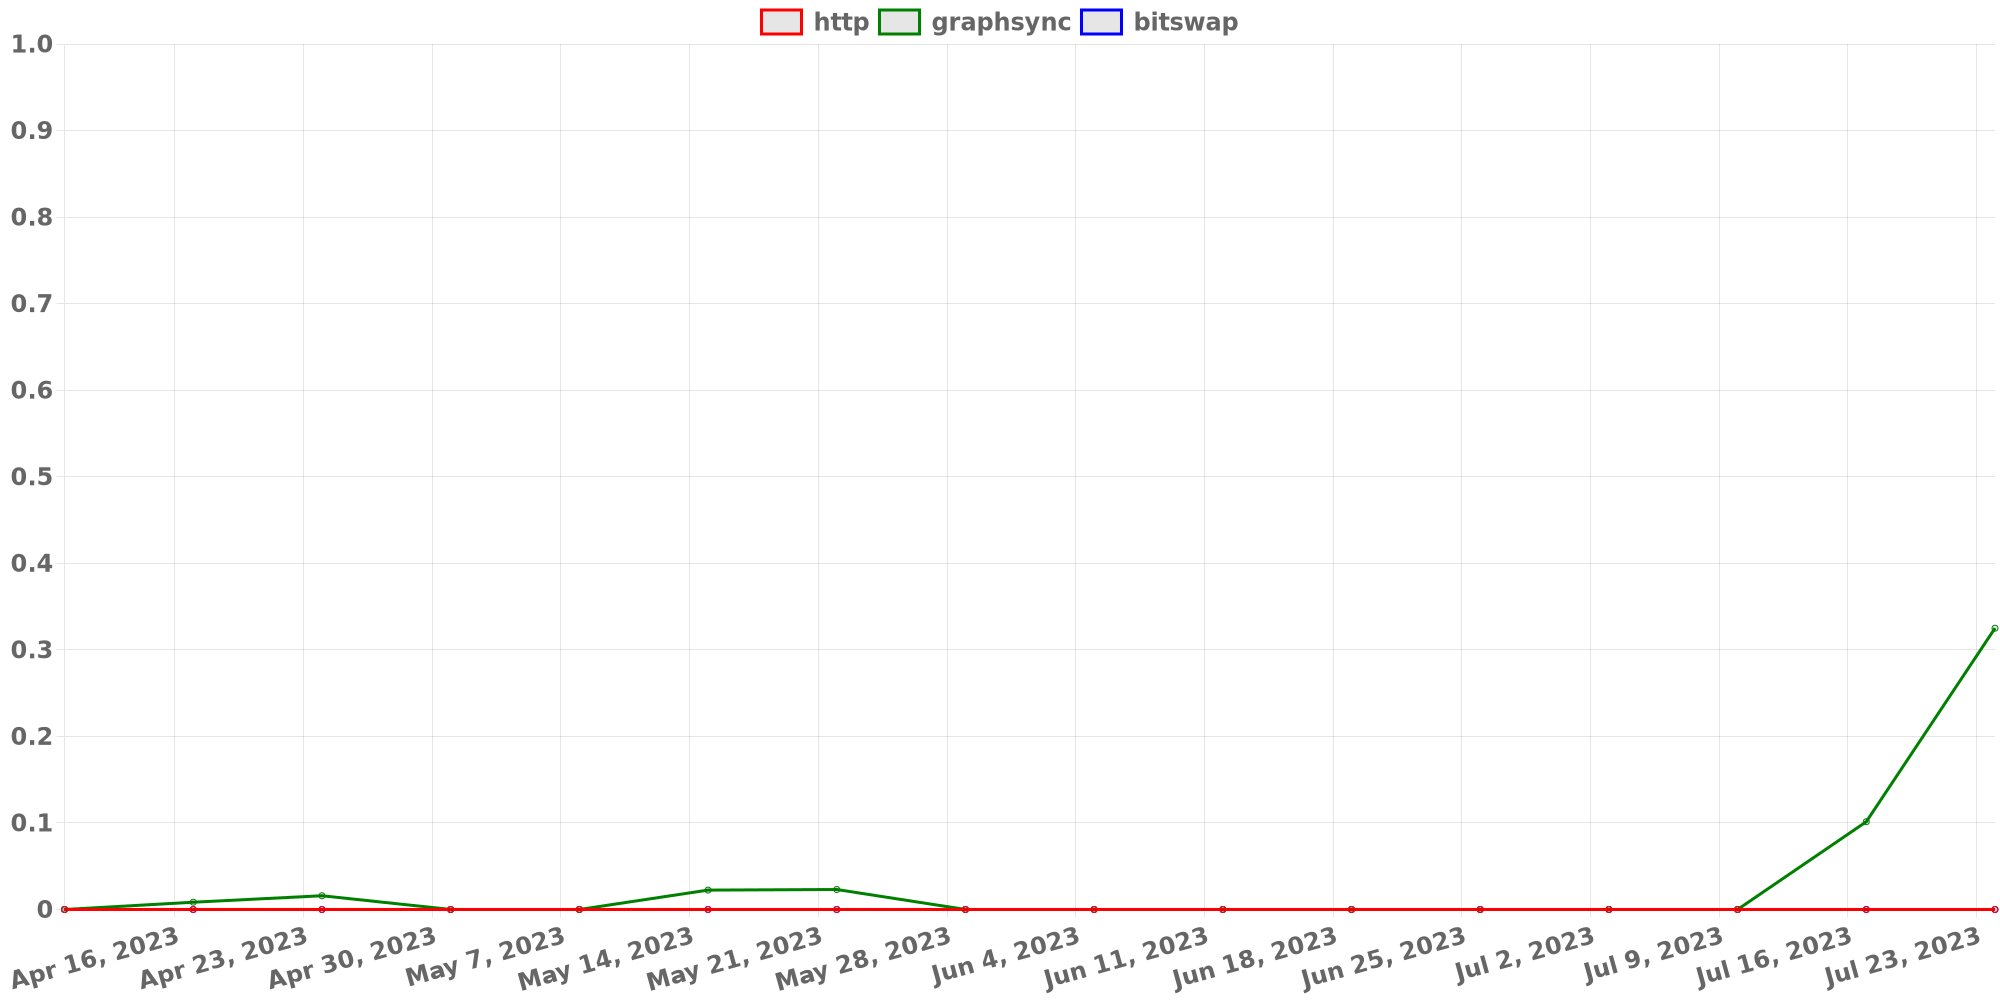 http graphsync bitswap
1.0
0.9
0.8
0.7
0.6
0.5
0.4
0.3
0.2
0.1
0
Apr 16, 2023
Apr 23, 2023
Apr 30, 2023
May 7, 2023
May 14, 2023
May 21, 2023
May 28, 2023
Jun 4, 2023
Jun 11, 2023
Jun 18, 2023
Jun 25, 2023
Jul 2, 2023
Jul 9, 2023
Jul 16, 2023
Jul 23, 2023